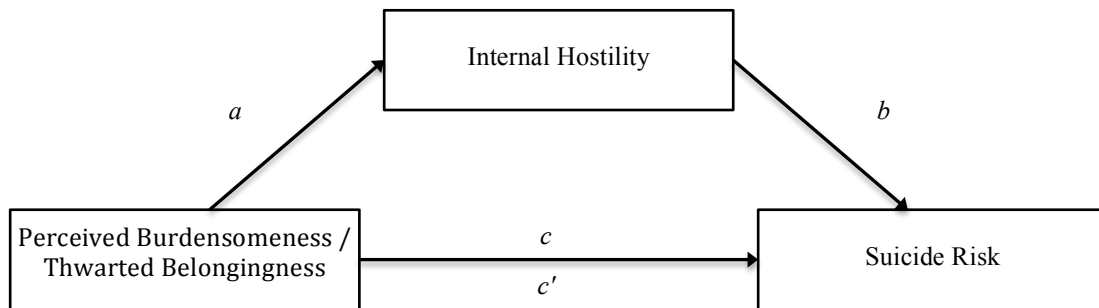 Internal Hostility
a
b
Perceived Burdensomeness /
Thwarted Belongingness
c
c′
Suicide Risk